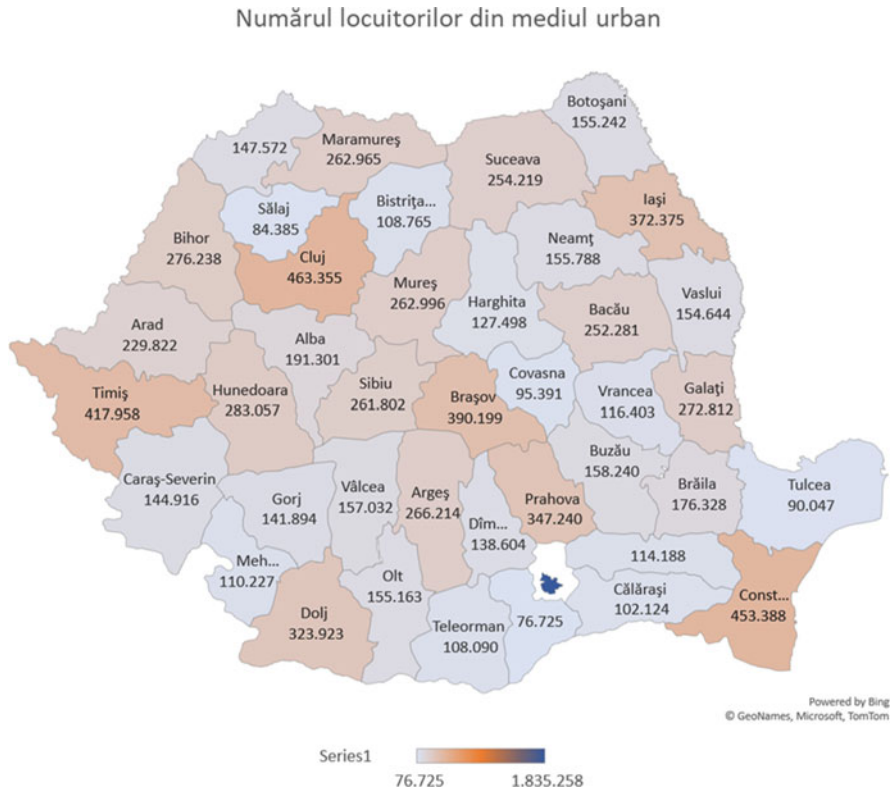 Numărul locuitorilor din mediul urban
Botoşani
155.242
147.572
Maramureş
262.965
Suceava
254.219
Iaşi
372.375
Sălaj
84.385
Bistriţa...
108.765
Neamţ
155.788
Bihor
276.238
Cluj
463.355
Mureş
262.996
Harghita
127.498
Bacău
252.281
Vaslui
154.644
Arad
229.822
Alba
191.301
Timiş
417.958
Hunedoara
283.057
Sibiu
261.802
Braşov
390.199
Covasna
95.391
Vrancea
116.403
Galaţi
272.812
Caraş-Severin
144.916
Gorj
141.894
Vâlcea
157.032
Argeş
266.214
Dîm...
138.604
Prahova
347.240
Buzău
158.240
Brăila
176.328
Tulcea
90.047
Meh...
110.227
Olt
155.163
114.188
Călăraşi
102.124
Const...
453.388
Dolj
323.923
Teleorman
108.090
76.725
Powered by Bing
© GeoNames, Microsoft, TomTom
Series1
76.725 1.835.258